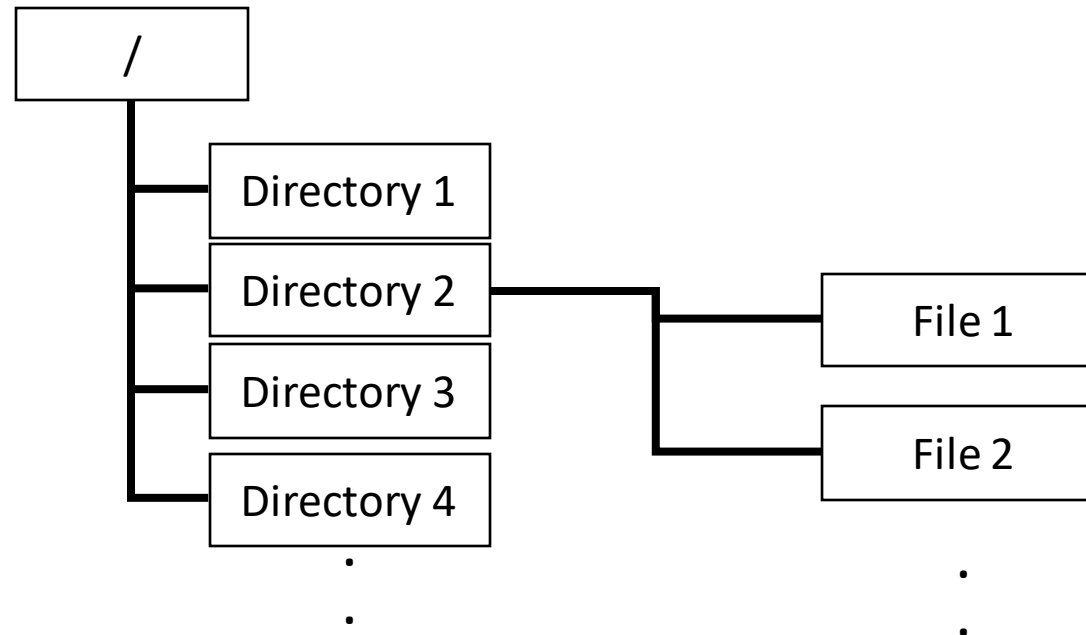 /
Directory 1
Directory 2
File 1
Directory 3
File 2
Directory 4
.
.
.
.